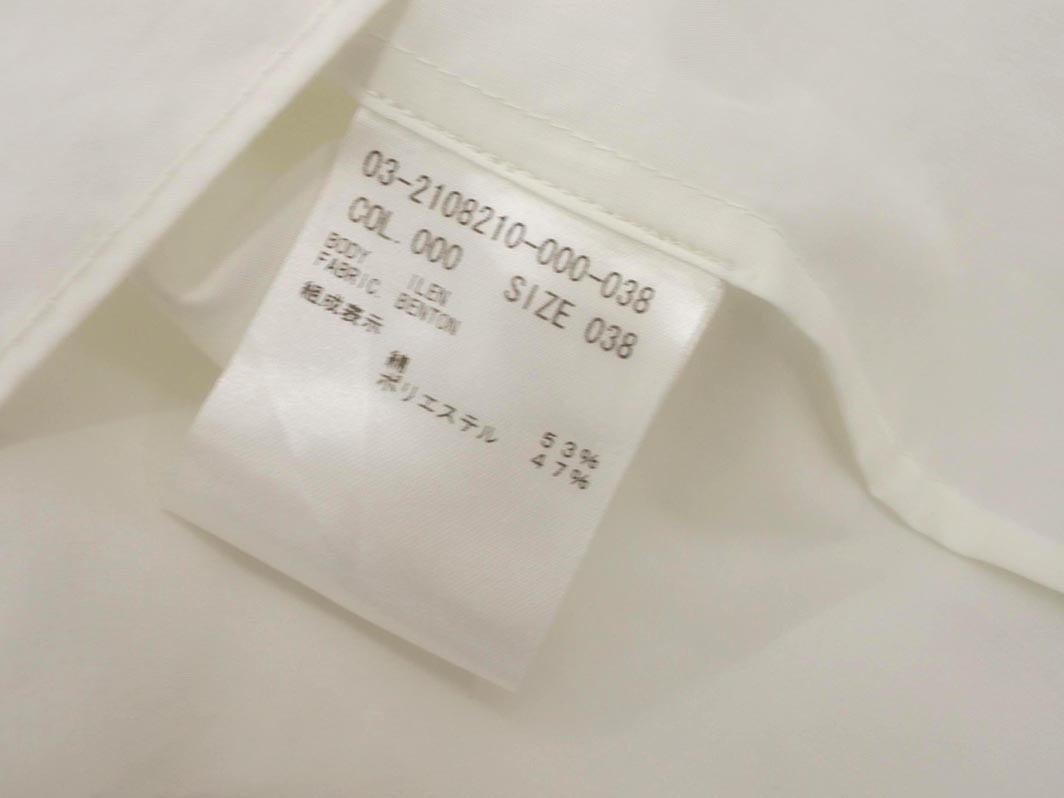 03-2108210-000-038
COL. 000 SIZE 038
BODY ILEN
FABRIC. BENTON
組成表示
綿 53%
ポリエステル 47%